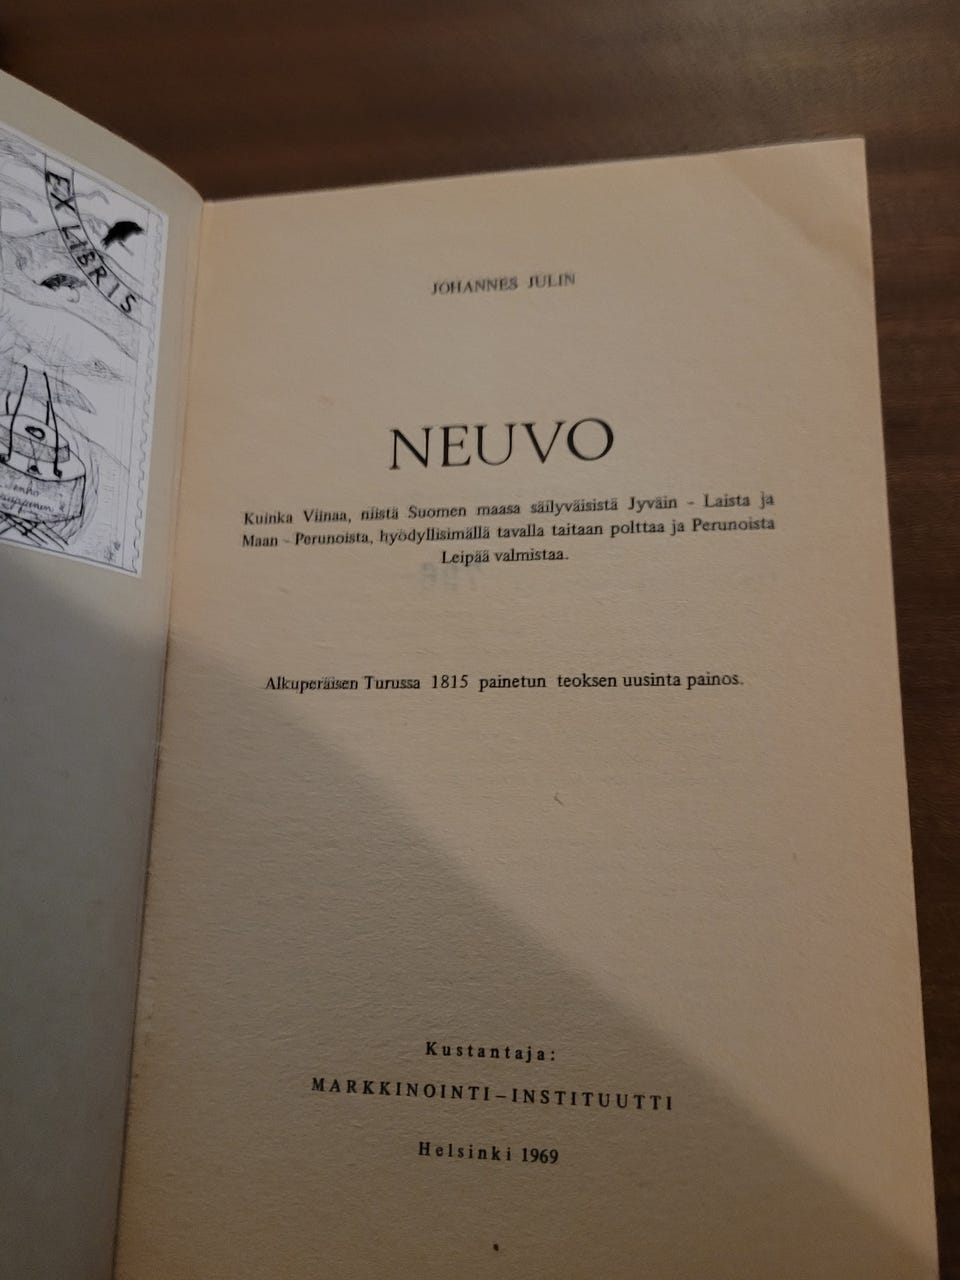 EX LIBRIS
JOHANNES JULIN
NEUVO
Kuinka Viinaa, niistä Suomen maasa säilyväisistä Jyväin - Laista ja
Maan - Perunoista, hyödyllisimällä tavalla taitaan polttaa ja Perunoista
Leipää valmistaa.
Alkuperäisen Turussa 1815 painetun teoksen uusinta painos.
Kustantaja:
MARKKINOINTI-INSTITUUTTI
Helsinki 1969